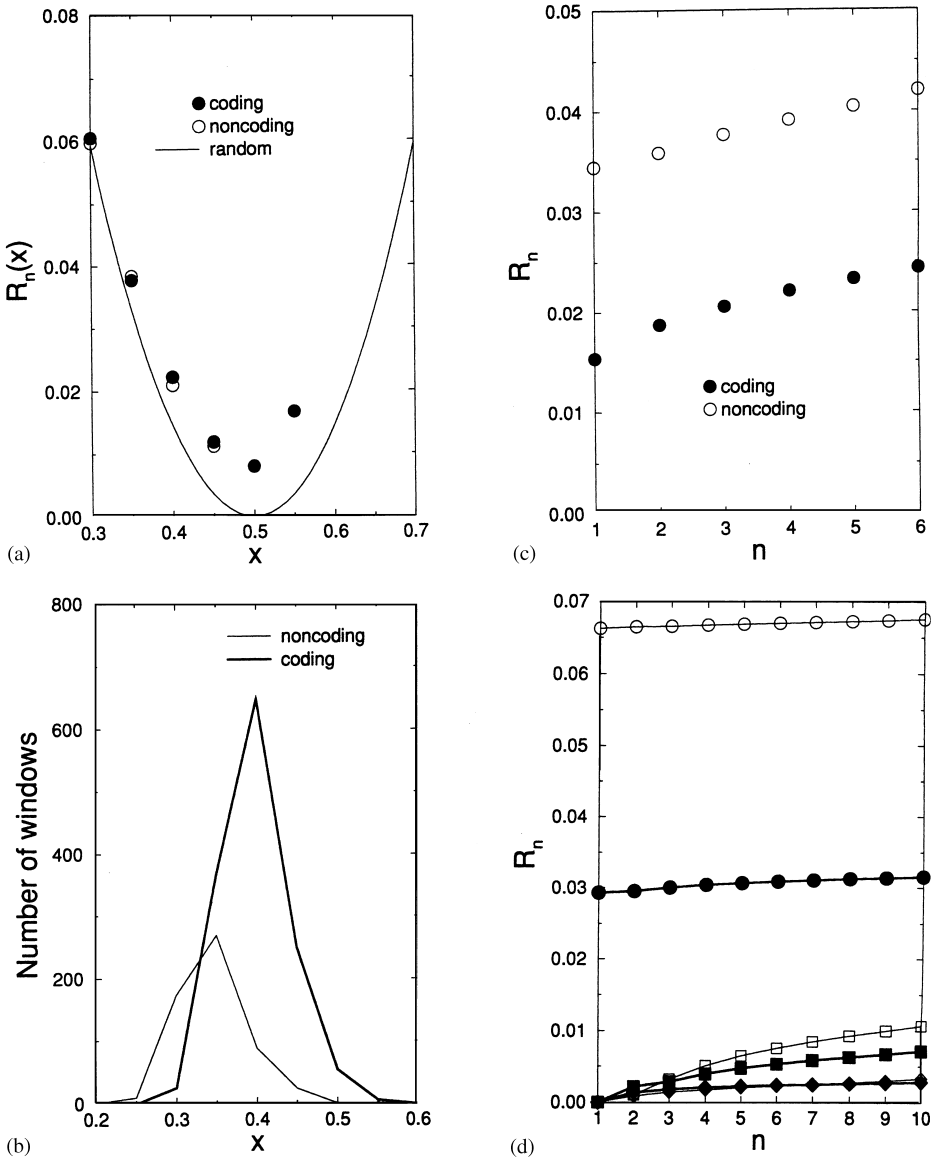 0.08
0.06
0.04
0.02
0.00
Rn(x)
coding
noncoding
random
0.3 0.4 0.5 0.6 0.7
x
(a)
0.05
0.04
0.03
0.02
0.01
0.00
Rn
coding
noncoding
1 2 3 4 5 6
n
(c)
800
600
400
200
0
Number of windows
noncoding
coding
0.2 0.3 0.4 0.5 0.6
x
(b)
0.07
0.06
0.05
0.04
0.03
0.02
0.01
0.00
Rn
1 2 3 4 5 6 7 8 9 10
n
(d)